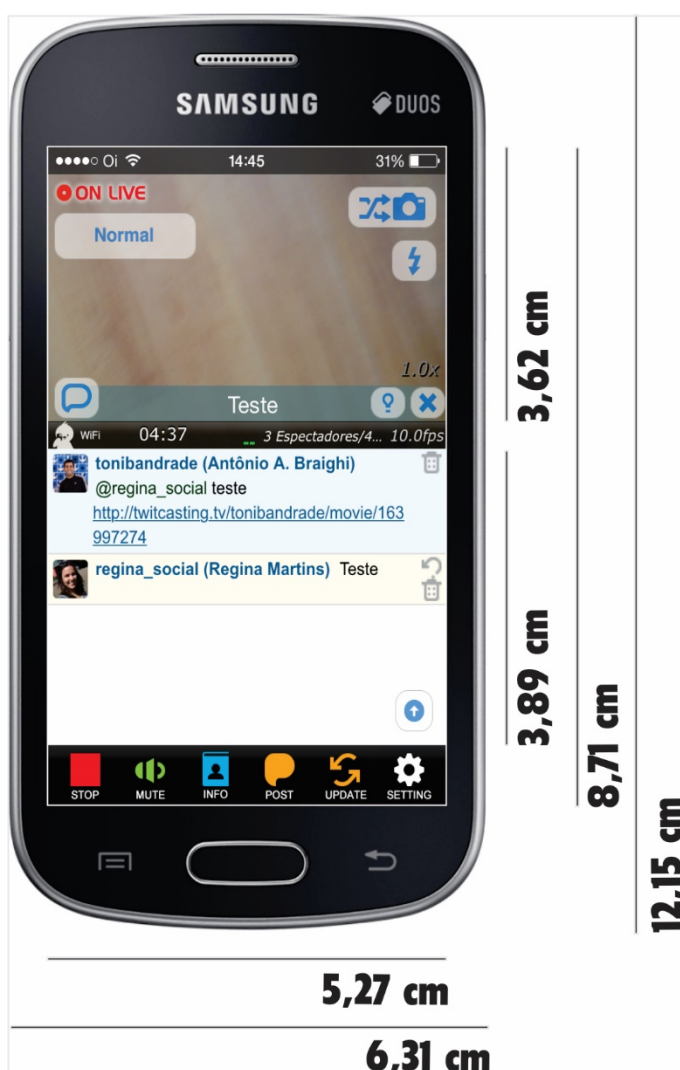 SAMSUNG DUOS
Oi 14:45 31%
ON LIVE
Normal
1.0x
Teste
WiFi 04:37 3 Espectadores/4... 10.0fps
tonibandrade (Antônio A. Braighi)
@regina_social teste
http://twitcasting.tv/tonibandrade/movie/163
997274
regina_social (Regina Martins) Teste
STOP MUTE INFO POST UPDATE SETTING
3,62 cm
3,89 cm
8,71 cm
12,15 cm
5,27 cm
6,31 cm